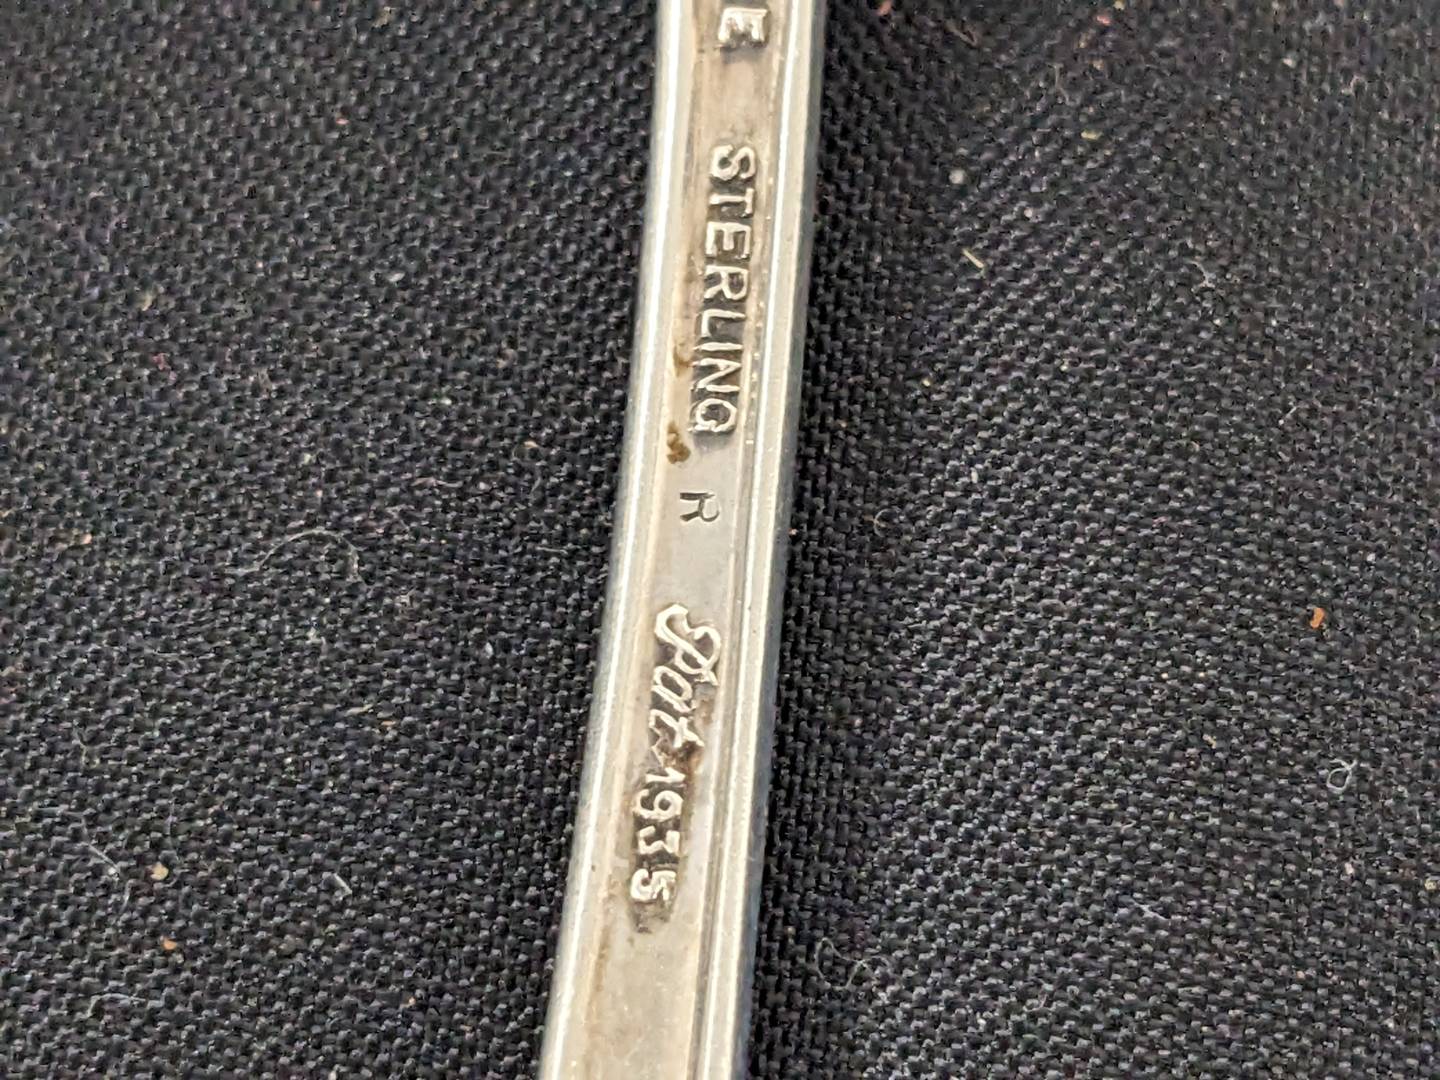 E STERLING R Pat. 1935